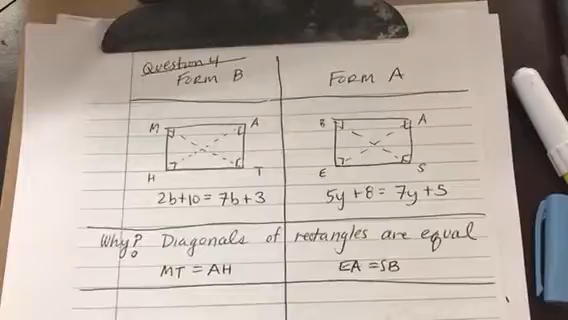 Question 4
FORM B
FORM A
M A
H T
B A
E S
2b+10 = 7b+3
5y+8 = 7y+5
Why? Diagonals of rectangles are equal
MT = AH
EA = SB